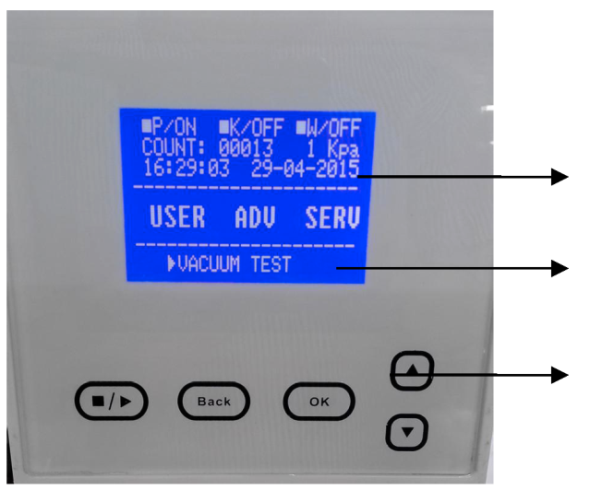 ■P/ON ■K/OFF ■W/OFF
COUNT: 00013 1 Kpa
16:29:03 29-04-2015
USER ADV SERV
▶VACUUM TEST
■/▶ Back OK ▲
▼